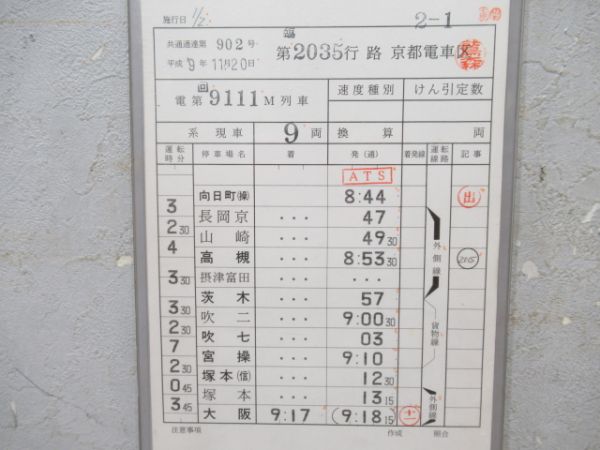 施行日 1/2
2-1
共通通達第 902号
平成 9年 11月20日
臨
第2035行路 京都電車区
回
電第9111M列車 速度種別 けん引定数
系 現車 9両 換算 両
運転時分 停車場名 着 発(通) 着発線 運転線路 記事
ATS
向日町(操) 8:44 出
3
長岡京 ・・・ 47
2 30
山崎 ・・・ 49 30
4
高槻 ・・・ 8:53 30 外側線
摂津富田 ・・・ ・・・
3 30
茨木 ・・・ 57
3 30
吹二 ・・・ 9:00 30
2 30
吹七 ・・・ 03 貨物線
7
宮操 ・・・ 9:10
2 30
塚本(信) ・・・ 12 30
0 45
塚本 ・・・ 13 15
3 45
大阪 9:17 (9:18 15) 十一 外側線
注意事項 作成 照合